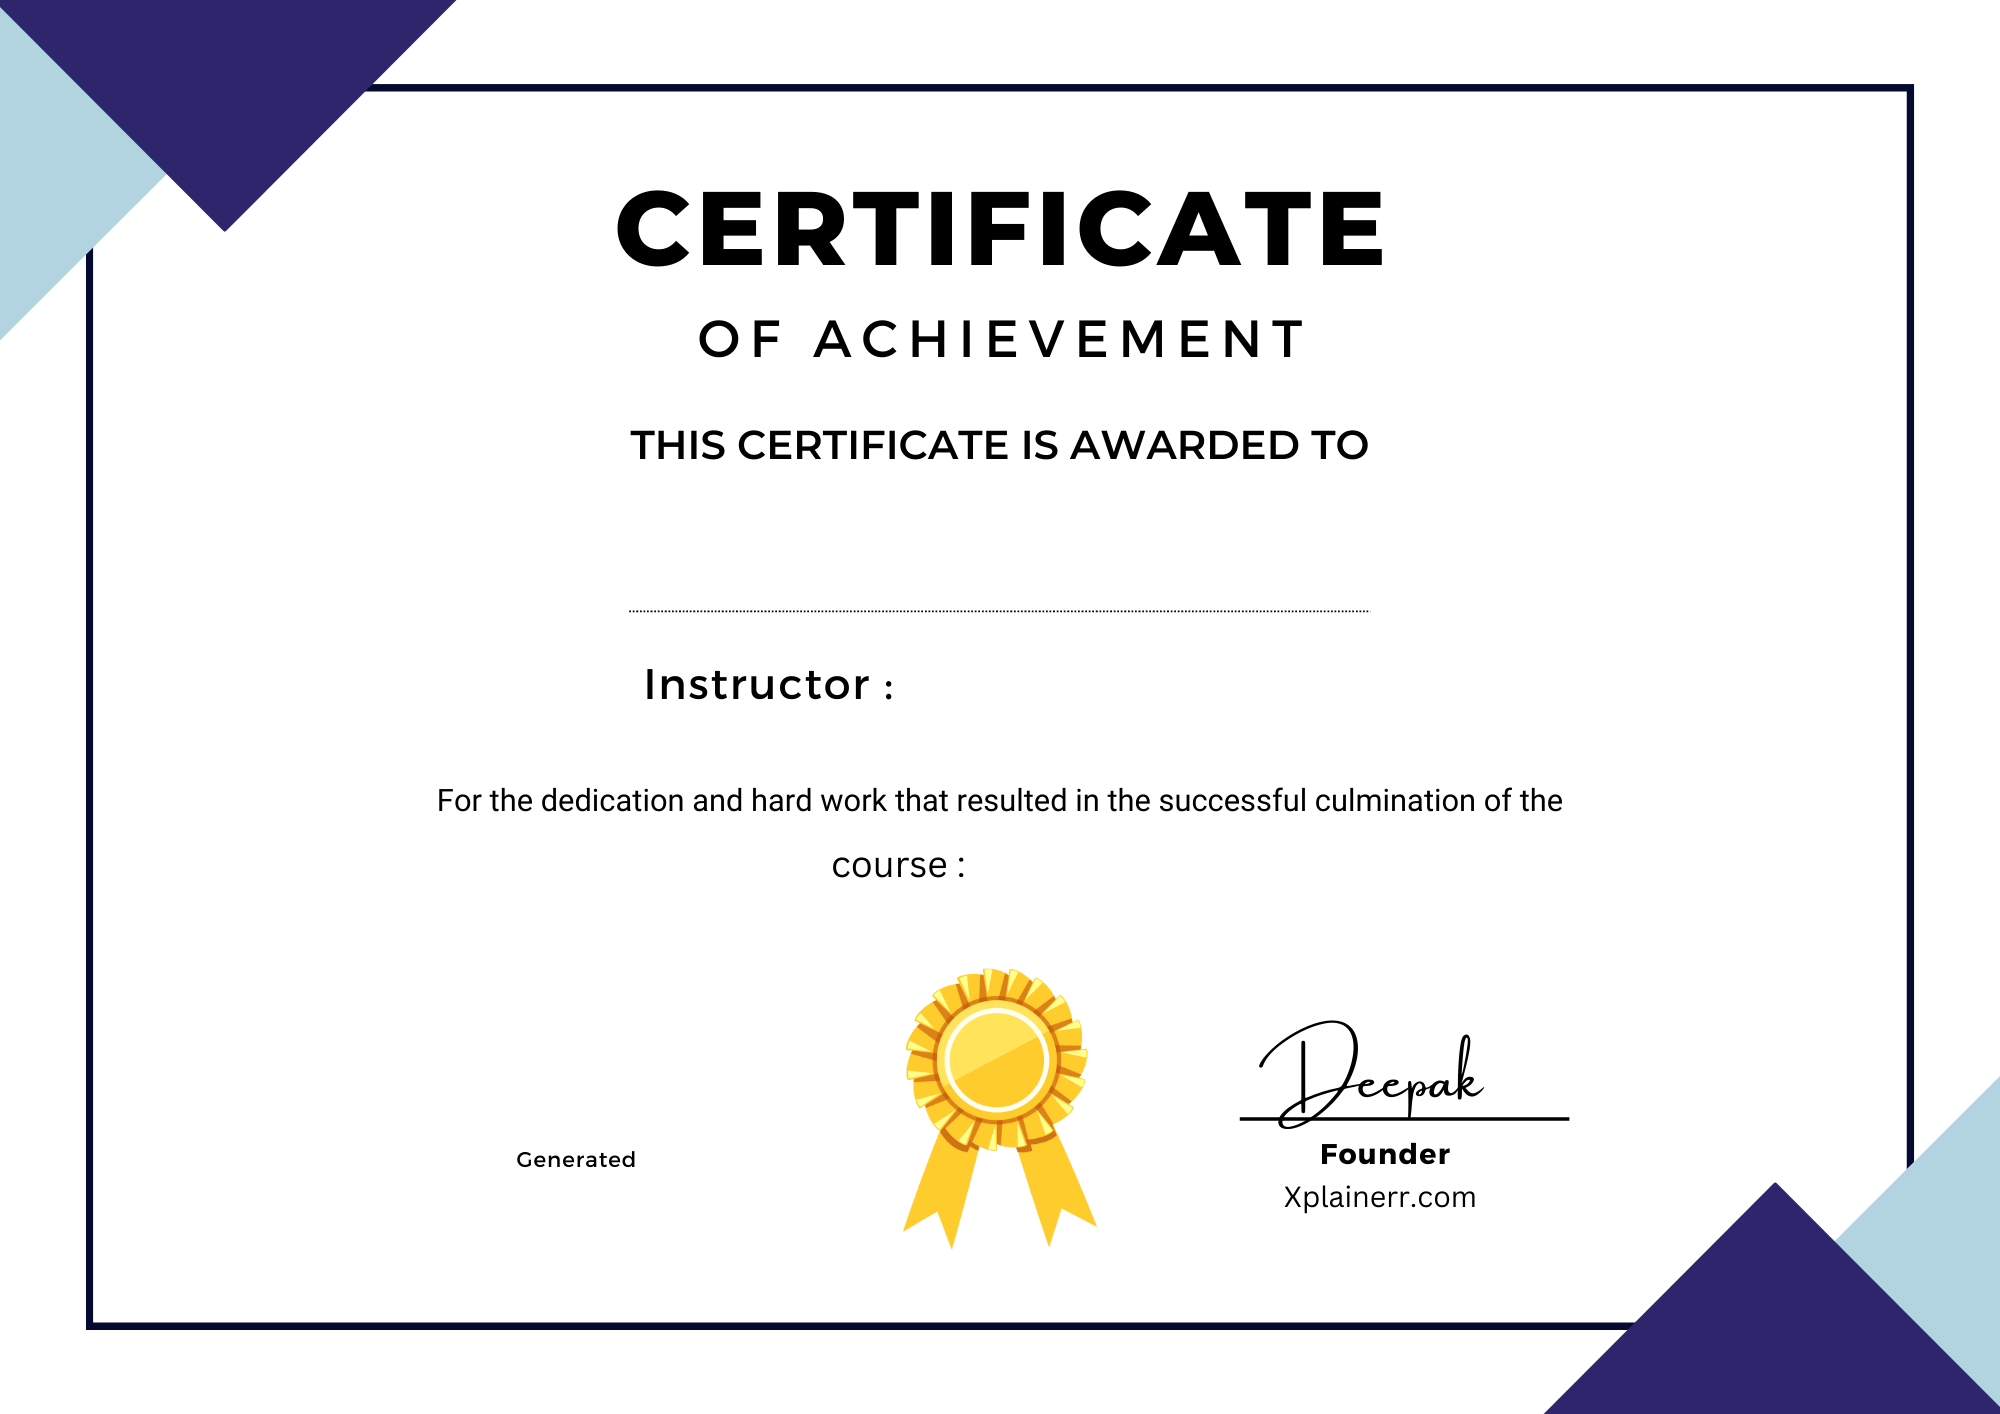 CERTIFICATE
OF ACHIEVEMENT
THIS CERTIFICATE IS AWARDED TO
Instructor :
For the dedication and hard work that resulted in the successful culmination of the
course :
Deepak
Generated
Founder
Xplainerr.com